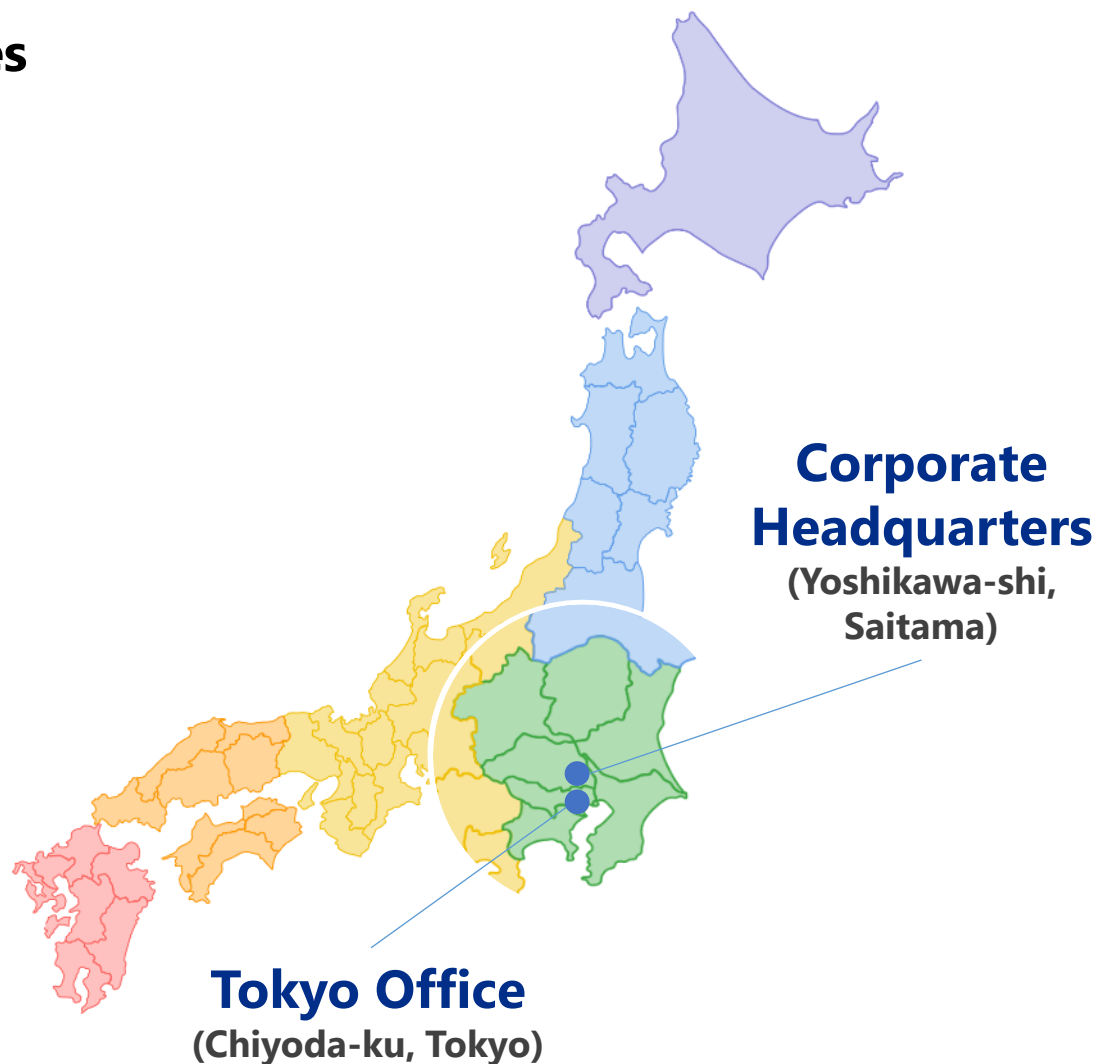 es
Corporate
Headquarters
(Yoshikawa-shi,
Saitama)
Tokyo Office
(Chiyoda-ku, Tokyo)